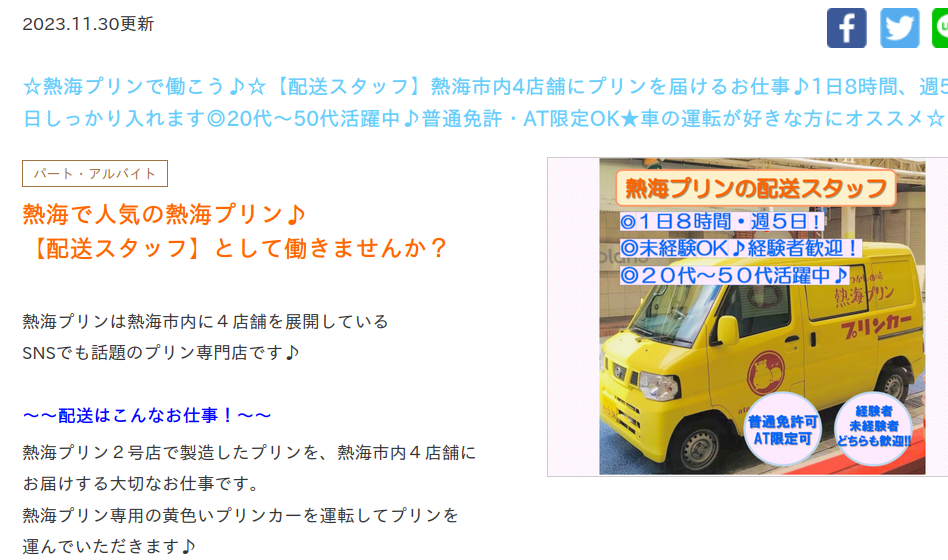 2023.11.30更新
☆熱海プリンで働こう♪☆【配送スタッフ】熱海市内4店舗にプリンを届けるお仕事♪1日8時間、週5
日しっかり入れます◎20代～50代活躍中♪普通免許・AT限定OK★車の運転が好きな方にオススメ☆
パート・アルバイト
熱海で人気の熱海プリン♪
【配送スタッフ】として働きませんか？
熱海プリンは熱海市内に４店舗を展開している
SNSでも話題のプリン専門店です♪
～～配送はこんなお仕事！～～
熱海プリン２号店で製造したプリンを、熱海市内４店舗に
お届けする大切なお仕事です。
熱海プリン専用の黄色いプリンカーを運転してプリンを
運んでいただきます♪
熱海プリンの配送スタッフ
◎１日８時間・週５日！
◎未経験OK♪経験者歓迎！
◎２０代～５０代活躍中♪
熱海プリン
プリンカー
普通免許可
AT限定可
経験者
未経験者
どちらも歓迎!!